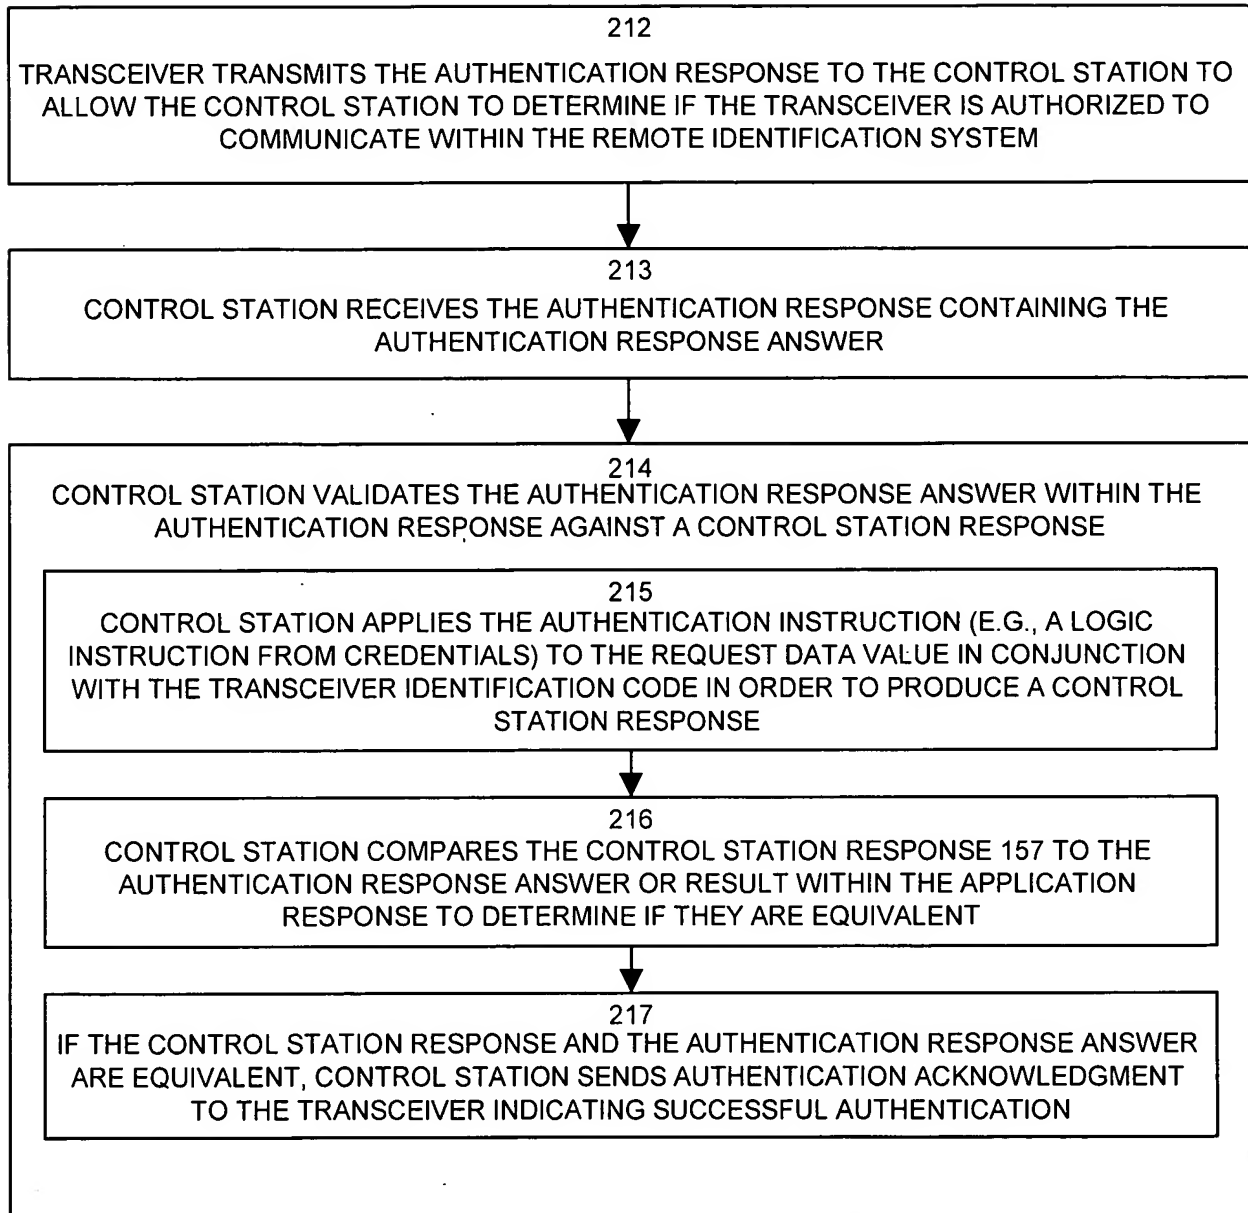 212
TRANSCEIVER TRANSMITS THE AUTHENTICATION RESPONSE TO THE CONTROL STATION TO
ALLOW THE CONTROL STATION TO DETERMINE IF THE TRANSCEIVER IS AUTHORIZED TO
COMMUNICATE WITHIN THE REMOTE IDENTIFICATION SYSTEM
213
CONTROL STATION RECEIVES THE AUTHENTICATION RESPONSE CONTAINING THE
AUTHENTICATION RESPONSE ANSWER
214
CONTROL STATION VALIDATES THE AUTHENTICATION RESPONSE ANSWER WITHIN THE
AUTHENTICATION RESPONSE AGAINST A CONTROL STATION RESPONSE
215
CONTROL STATION APPLIES THE AUTHENTICATION INSTRUCTION (E.G., A LOGIC
INSTRUCTION FROM CREDENTIALS) TO THE REQUEST DATA VALUE IN CONJUNCTION
WITH THE TRANSCEIVER IDENTIFICATION CODE IN ORDER TO PRODUCE A CONTROL
STATION RESPONSE
216
CONTROL STATION COMPARES THE CONTROL STATION RESPONSE 157 TO THE
AUTHENTICATION RESPONSE ANSWER OR RESULT WITHIN THE APPLICATION
RESPONSE TO DETERMINE IF THEY ARE EQUIVALENT
217
IF THE CONTROL STATION RESPONSE AND THE AUTHENTICATION RESPONSE ANSWER
ARE EQUIVALENT, CONTROL STATION SENDS AUTHENTICATION ACKNOWLEDGMENT
TO THE TRANSCEIVER INDICATING SUCCESSFUL AUTHENTICATION